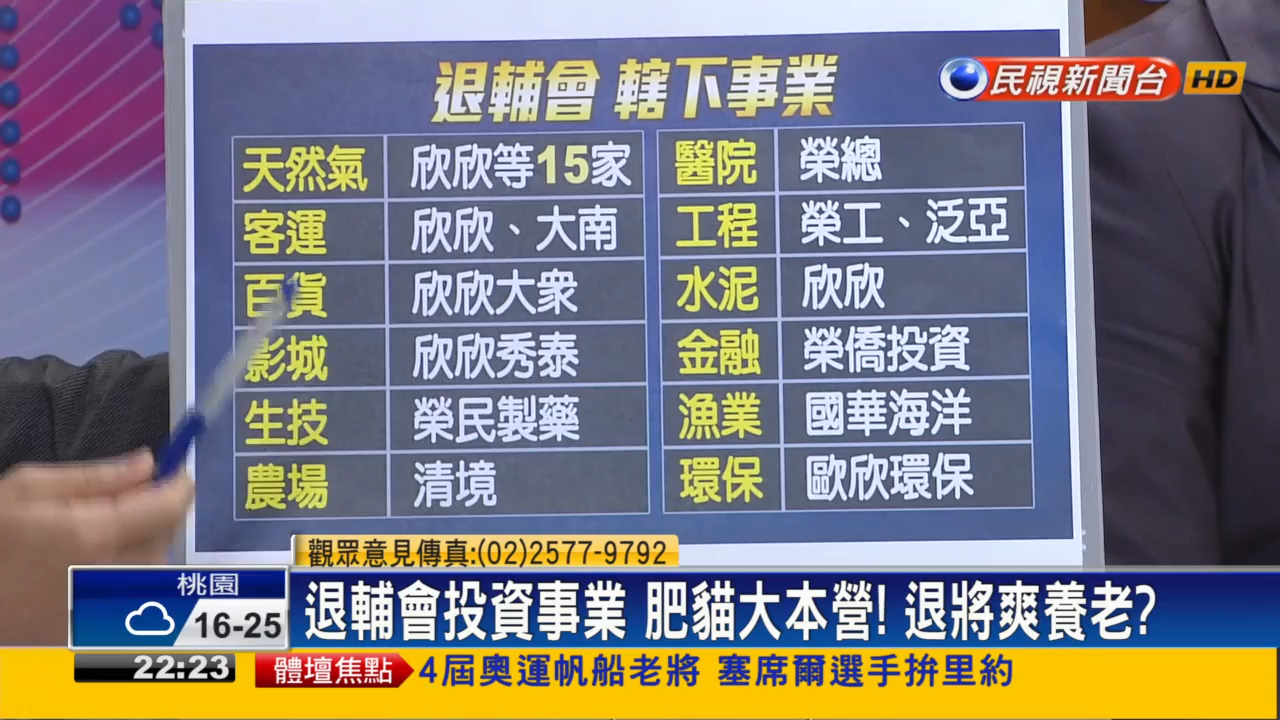 退輔會 轄下事業
民視新聞台 HD
天然氣 欣欣等15家
客運 欣欣、大南
百貨 欣欣大衆
影城 欣欣秀泰
生技 榮民製藥
農場 清境
醫院 榮總
工程 榮工、泛亞
水泥 欣欣
金融 榮僑投資
漁業 國華海洋
環保 歐欣環保
觀眾意見傳真:(02)2577-9792
桃園
16-25
退輔會投資事業 肥貓大本營! 退將爽養老?
22:23
體壇焦點
4屆奧運帆船老將 塞席爾選手拚里約